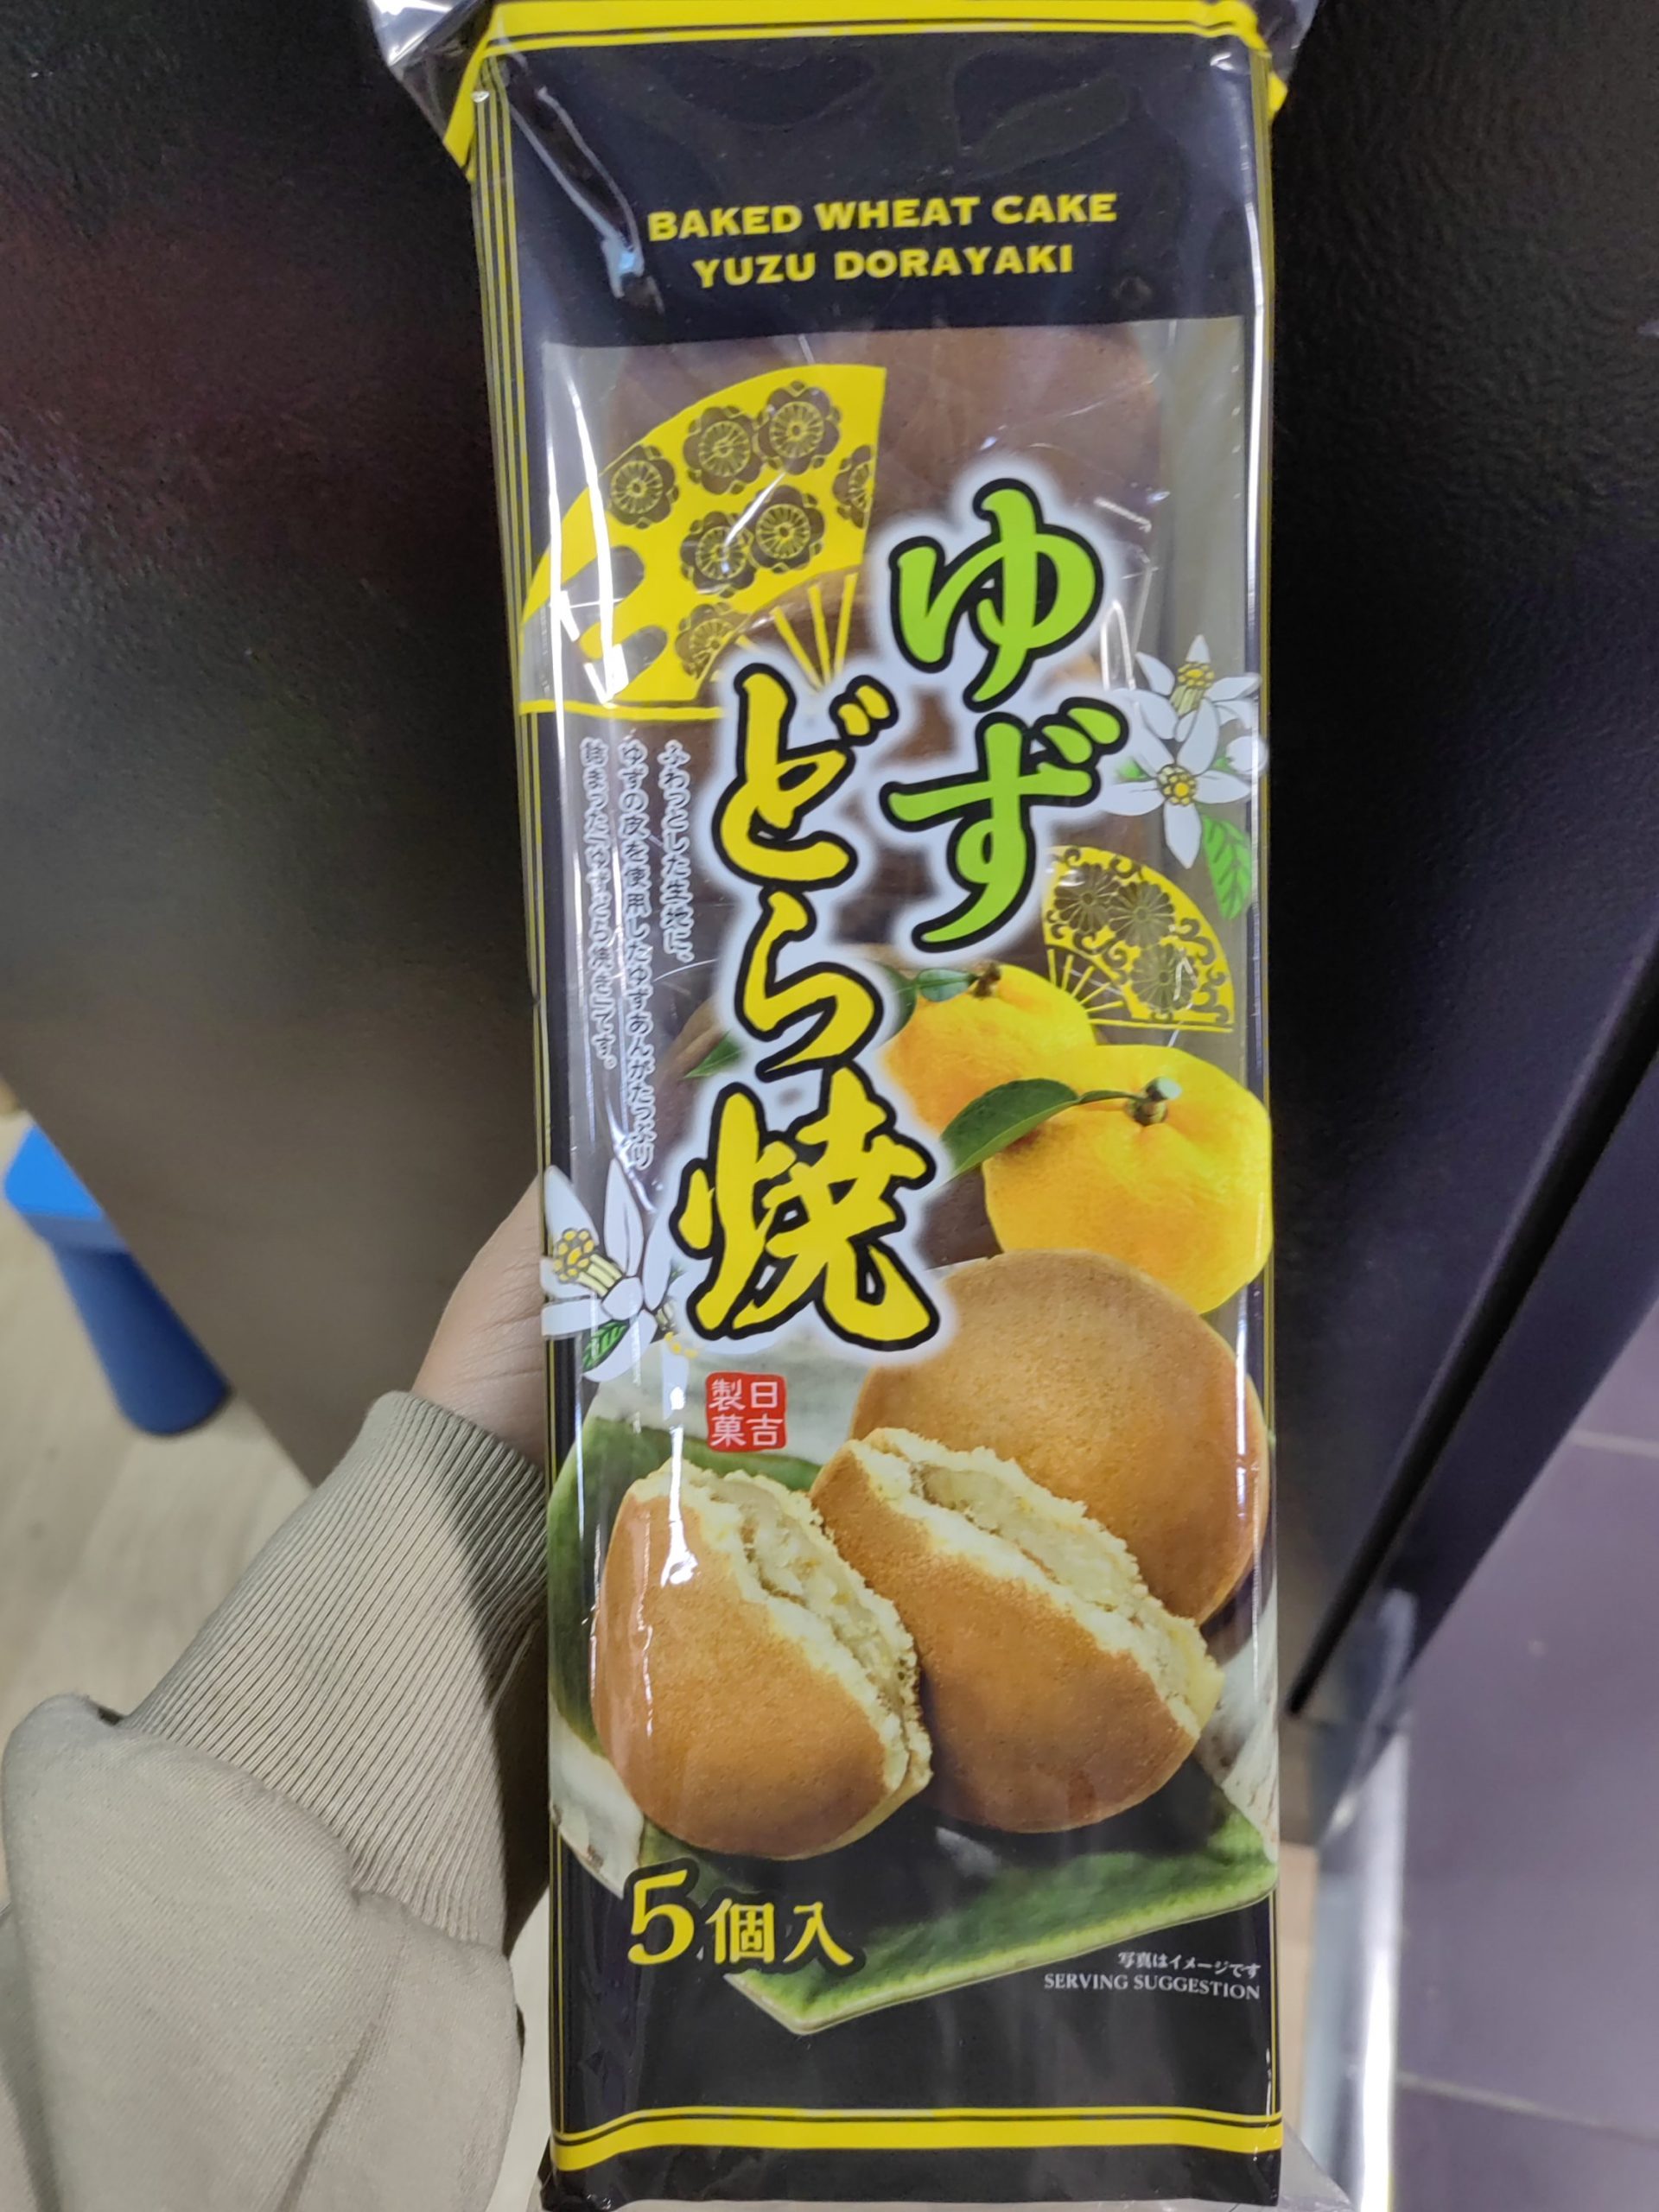 BAKED WHEAT CAKE
YUZU DORAYAKI
ゆず
どら焼
ふわっとした生地に、
ゆずの皮を使用したゆずあんがたっぷり
詰まった「ゆずどら焼き」です。
日吉
製菓
5個入
写真はイメージです
SERVING SUGGESTION